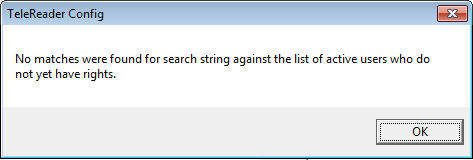 TeleReader Config
No matches were found for search string against the list of active users who do
not yet have rights.
OK